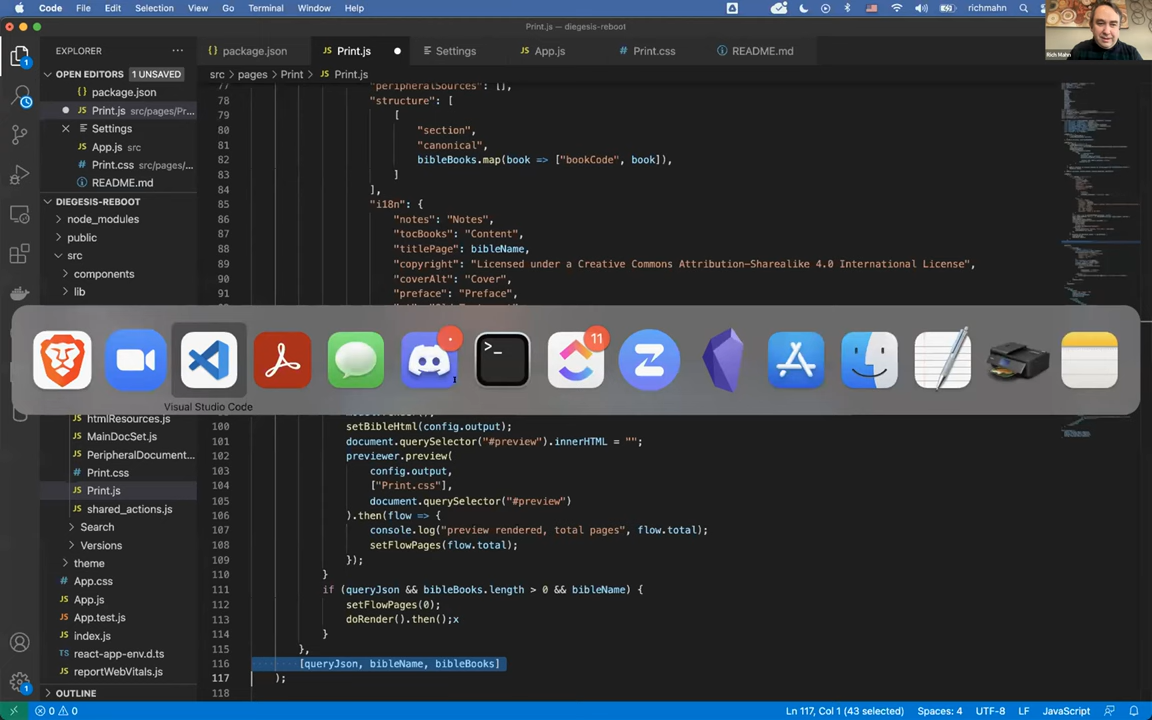 Code File Edit Selection View Go Terminal Window Help
richmahn
Print.js — diegesis-reboot
Rich Mahn
EXPLORER
package.json
Print.js
Settings
App.js
Print.css
README.md
OPEN EDITORS 1 UNSAVED
package.json
Print.js src/pages/Pr...
Settings
App.js src
Print.css src/pages/...
README.md
DIEGESIS-REBOOT
node_modules
public
src
components
lib
htmlResources.js
MainDocSet.js
PeripheralDocument...
Print.css
Print.js
shared_actions.js
Search
Versions
theme
App.css
App.js
App.test.js
index.js
react-app-env.d.ts
reportWebVitals.js
OUTLINE
src > pages > Print > Print.js
77 "peripheralSources": [],
78 "structure": [
79 [
80 "section",
81 "canonical",
82 bibleBooks.map(book => ["bookCode", book]),
83 ]
84 ],
85 "i18n": {
86 "notes": "Notes",
87 "tocBooks": "Content",
88 "titlePage": bibleName,
89 "copyright": "Licensed under a Creative Commons Attribution-Sharealike 4.0 International License",
90 "coverAlt": "Cover",
91 "preface": "Preface",
>_
11
Visual Studio Code
100 setBibleHtml(config.output);
101 document.querySelector("#preview").innerHTML = "";
102 previewer.preview(
103 config.output,
104 ["Print.css"],
105 document.querySelector("#preview")
106 ).then(flow => {
107 console.log("preview rendered, total pages", flow.total);
108 setFlowPages(flow.total);
109 });
110 }
111 if (queryJson && bibleBooks.length > 0 && bibleName) {
112 setFlowPages(0);
113 doRender().then();x
114 }
115 },
116 [queryJson, bibleName, bibleBooks]
117 );
118
0 0
Ln 117, Col 1 (43 selected) Spaces: 4 UTF-8 LF JavaScript